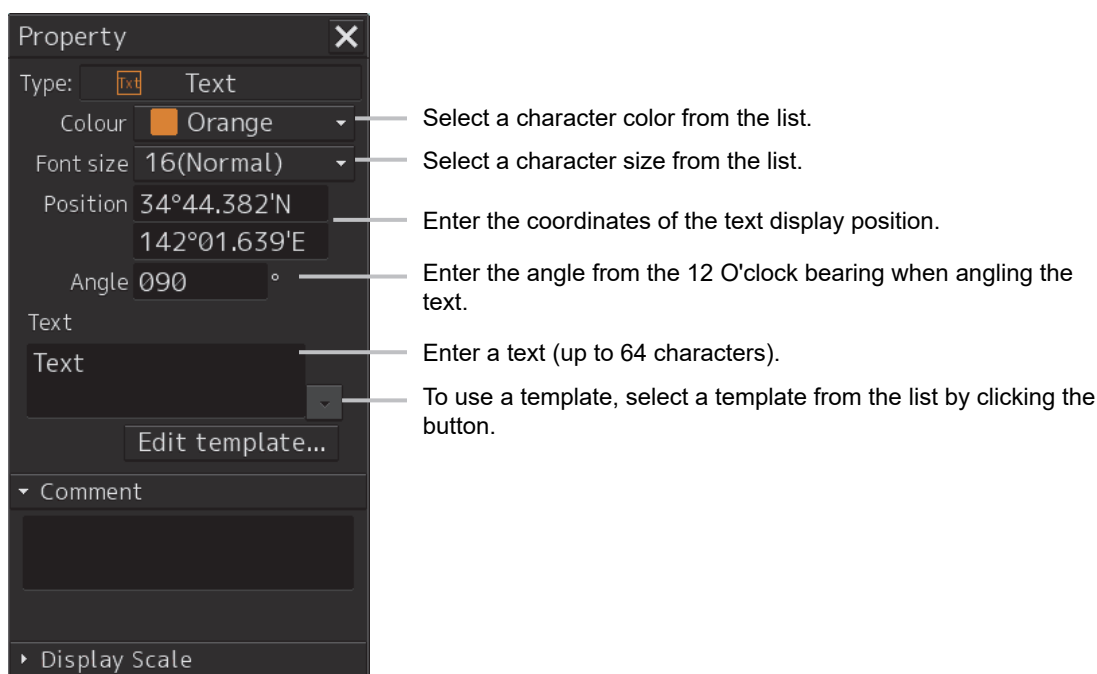 Property
Type: Txt Text
Colour Orange
Select a character color from the list.
Font size 16(Normal)
Select a character size from the list.
Position 34°44.382'N
142°01.639'E
Enter the coordinates of the text display position.
Angle 090 °
Enter the angle from the 12 O'clock bearing when angling the
text.
Text
Text
Enter a text (up to 64 characters).
To use a template, select a template from the list by clicking the
button.
Edit template...
Comment
Display Scale